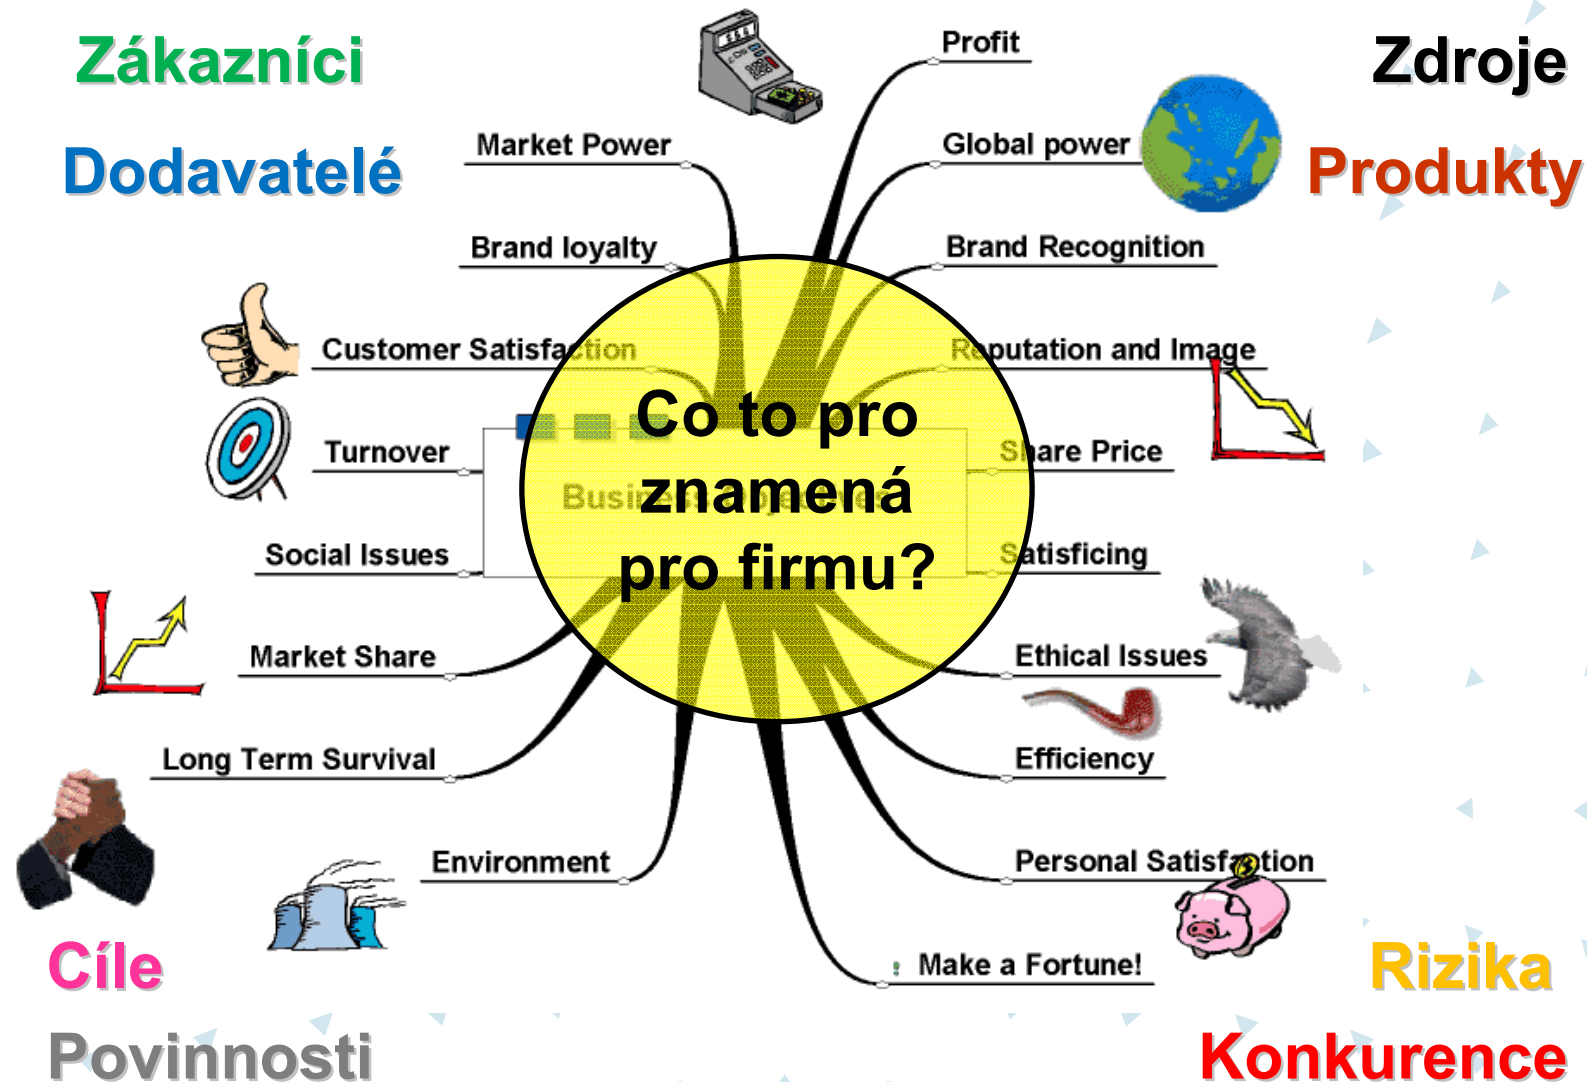 Zákazníci
Zdroje
Dodavatelé
Produkty
Profit
Market Power
Global power
Brand loyalty
Brand Recognition
Customer Satisfaction
Reputation and Image
Turnover
Share Price
Business Objectives
Co to pro
znamená
pro firmu?
Social Issues
Satisficing
Market Share
Ethical Issues
Long Term Survival
Efficiency
Environment
Personal Satisfaction
! Make a Fortune!
Cíle
Rizika
Povinnosti
Konkurence